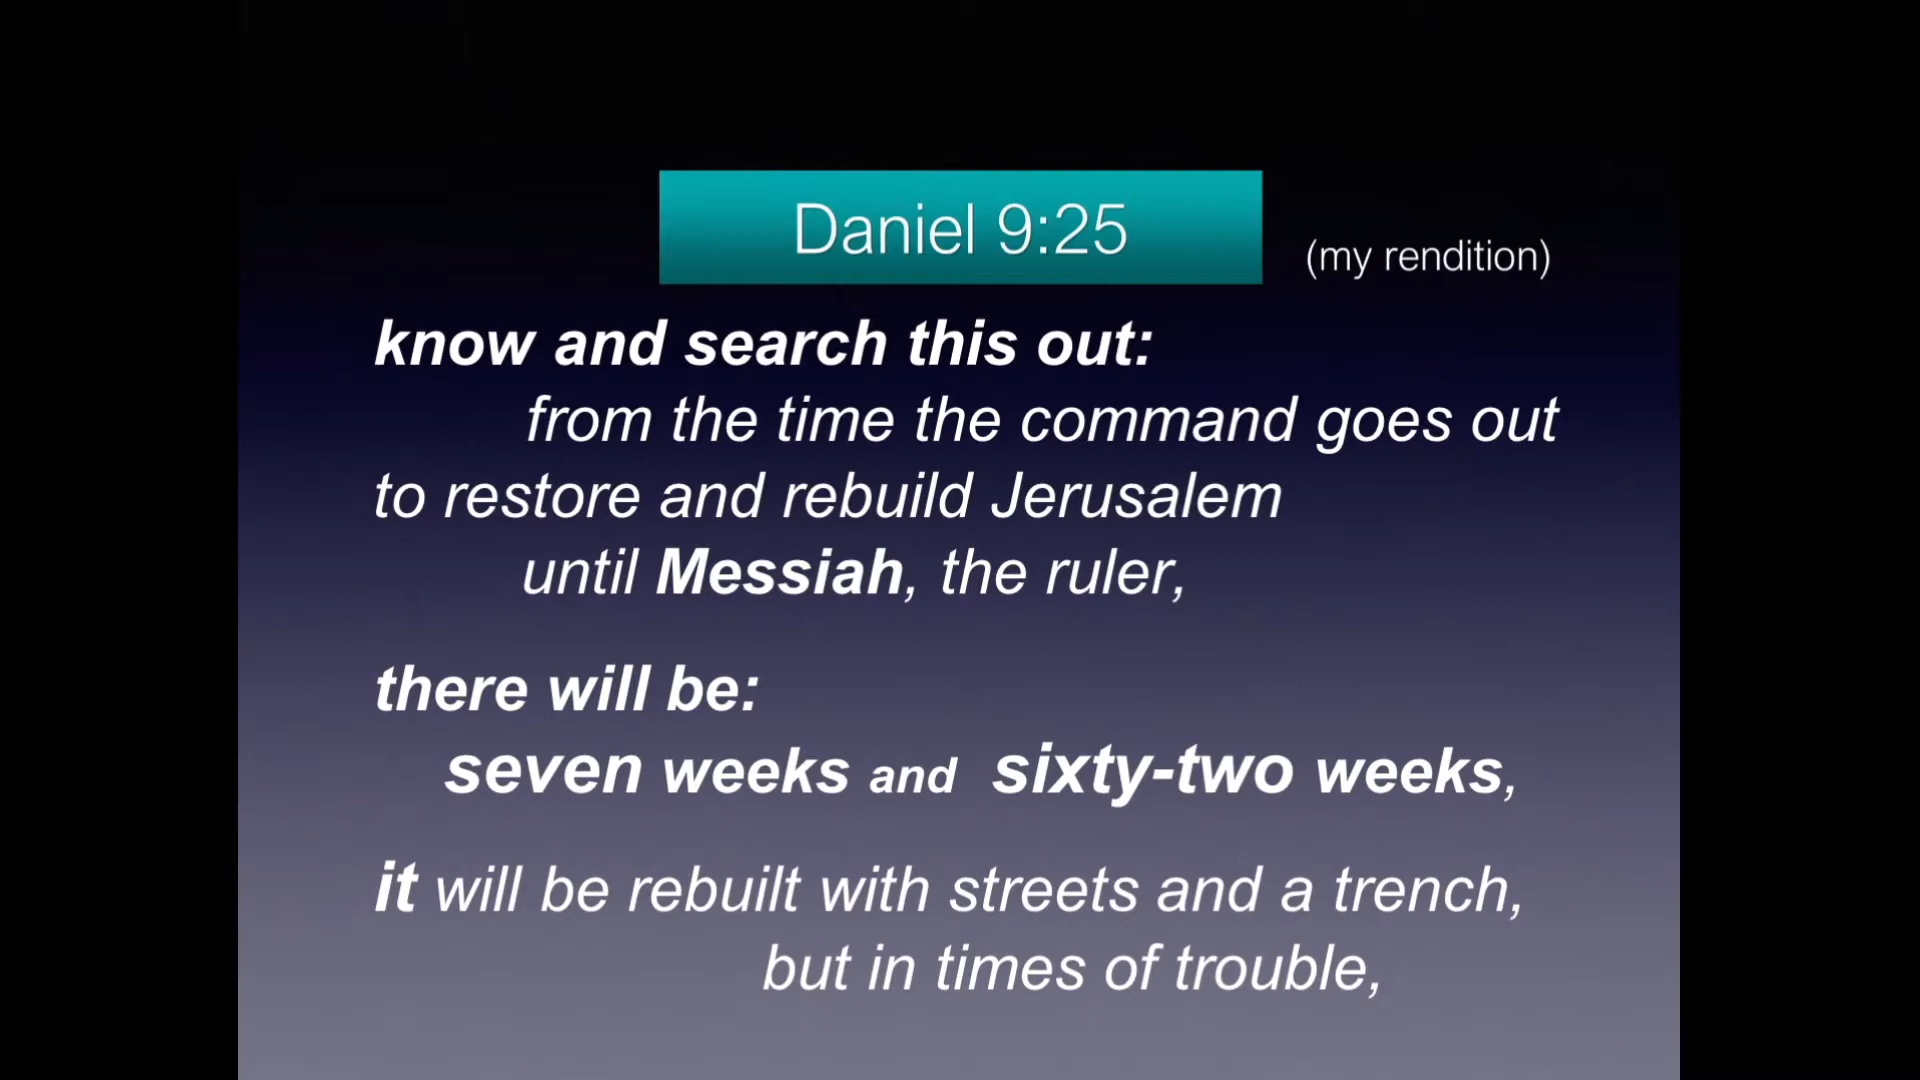 Daniel 9:25
(my rendition)
know and search this out:
from the time the command goes out
to restore and rebuild Jerusalem
until Messiah, the ruler,
there will be:
seven weeks and sixty-two weeks,
it will be rebuilt with streets and a trench,
but in times of trouble,